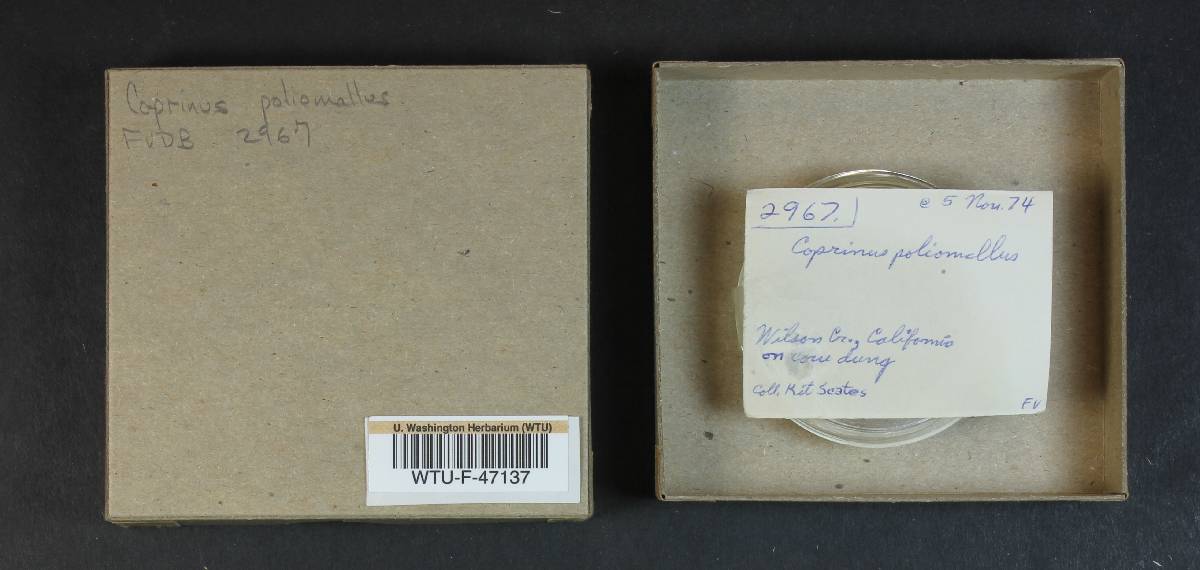 Coprinus poliomallus.
FVDB 2967
U. Washington Herbarium (WTU)
WTU-F-47137
2967.
@ 5 Nov. 74
Coprinus poliomallus
Wilson Cr., California
on cow dung
Coll. Kit Scates
FV